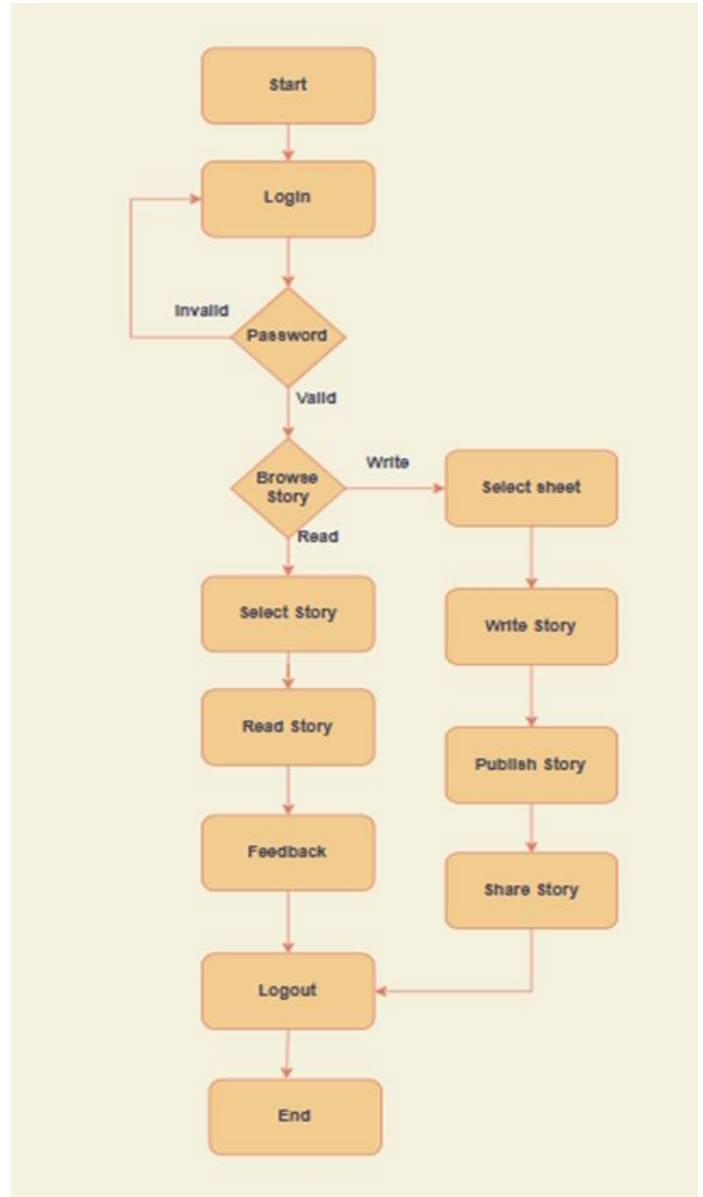 Start
Login
Invalid
Password
Valid
Browse
Story
Write
Select sheet
Read
Select Story
Write Story
Read Story
Publish Story
Feedback
Share Story
Logout
End